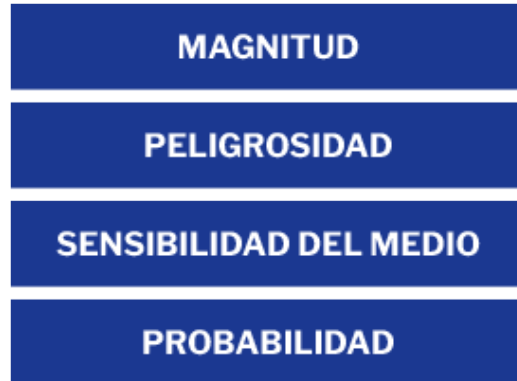 MAGNITUD
PELIGROSIDAD
SENSIBILIDAD DEL MEDIO
PROBABILIDAD